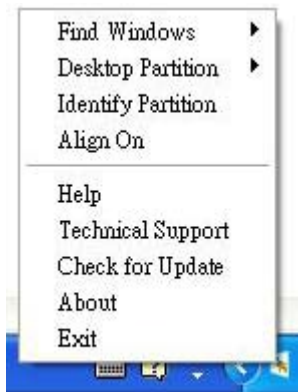 Find Windows
Desktop Partition
Identify Partition
Align On
Help
Technical Support
Check for Update
About
Exit